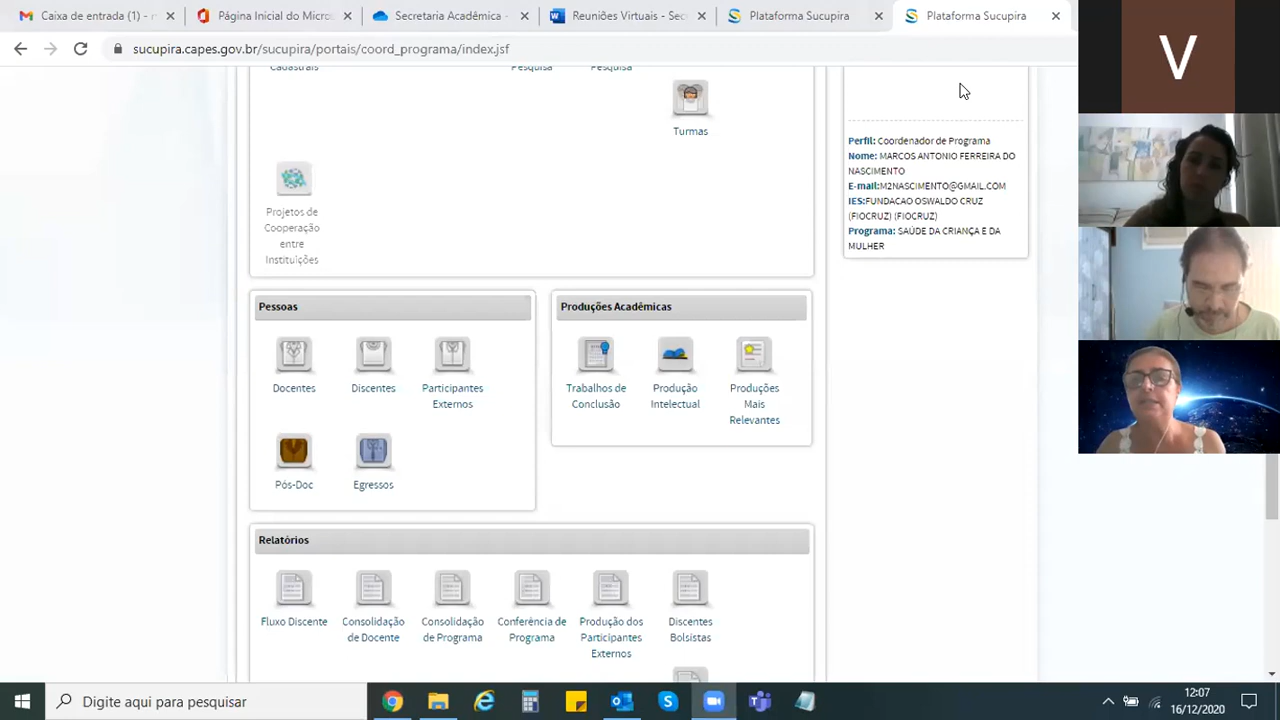 Caixa de entrada (1) - r
Página Inicial do Micros
Secretaria Acadêmica -
Reuniões Virtuais - Sec
Plataforma Sucupira
Plataforma Sucupira
sucupira.capes.gov.br/sucupira/portais/coord_programa/index.jsf
V
Cadastrais
Pesquisa
Pesquisa
Turmas
Projetos de
Cooperação
entre
Instituições
Perfil: Coordenador de Programa
Nome: MARCOS ANTONIO FERREIRA DO
NASCIMENTO
E-mail:M2NASCIMENTO@GMAIL.COM
IES:FUNDACAO OSWALDO CRUZ
(FIOCRUZ) (FIOCRUZ)
Programa: SAÚDE DA CRIANÇA E DA
MULHER
Pessoas
Docentes
Discentes
Participantes
Externos
Pós-Doc
Egressos
Produções Acadêmicas
Trabalhos de
Conclusão
Produção
Intelectual
Produções
Mais
Relevantes
Relatórios
Fluxo Discente
Consolidação
de Docente
Consolidação
de Programa
Conferência de
Programa
Produção dos
Participantes
Externos
Discentes
Bolsistas
Digite aqui para pesquisar
12:07
16/12/2020